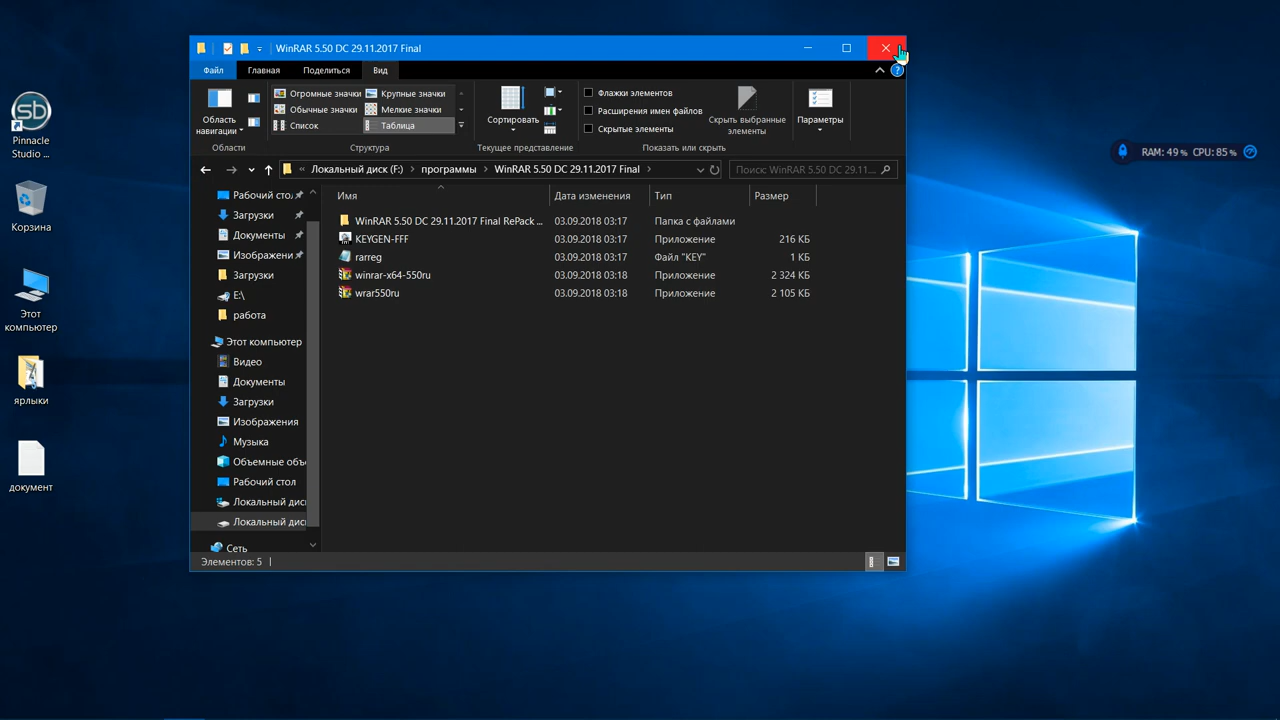 WinRAR 5.50 DC 29.11.2017 Final
Файл Главная Поделиться Вид
Область навигации
Области
Огромные значки Крупные значки
Обычные значки Мелкие значки
Список Таблица
Структура
Сортировать
Текущее представление
Флажки элементов
Расширения имен файлов
Скрытые элементы
Скрыть выбранные элементы
Показать или скрыть
Параметры
« Локальный диск (F:) программы WinRAR 5.50 DC 29.11.2017 Final
Поиск: WinRAR 5.50 DC 29.11....
Имя Дата изменения Тип Размер
WinRAR 5.50 DC 29.11.2017 Final RePack ... 03.09.2018 03:17 Папка с файлами
KEYGEN-FFF 03.09.2018 03:17 Приложение 216 КБ
rarreg 03.09.2018 03:17 Файл "KEY" 1 КБ
winrar-x64-550ru 03.09.2018 03:18 Приложение 2 324 КБ
wrar550ru 03.09.2018 03:18 Приложение 2 105 КБ
Рабочий сто
Загрузки
Документы
Изображени
Загрузки
E:\
работа
Этот компьютер
Видео
Документы
Загрузки
Изображения
Музыка
Объемные объ
Рабочий стол
Локальный дис
Локальный дис
Сеть
Элементов: 5
Pinnacle
Studio ...
Корзина
Этот
компьютер
ярлыки
документ
RAM: 49 % CPU: 85 %